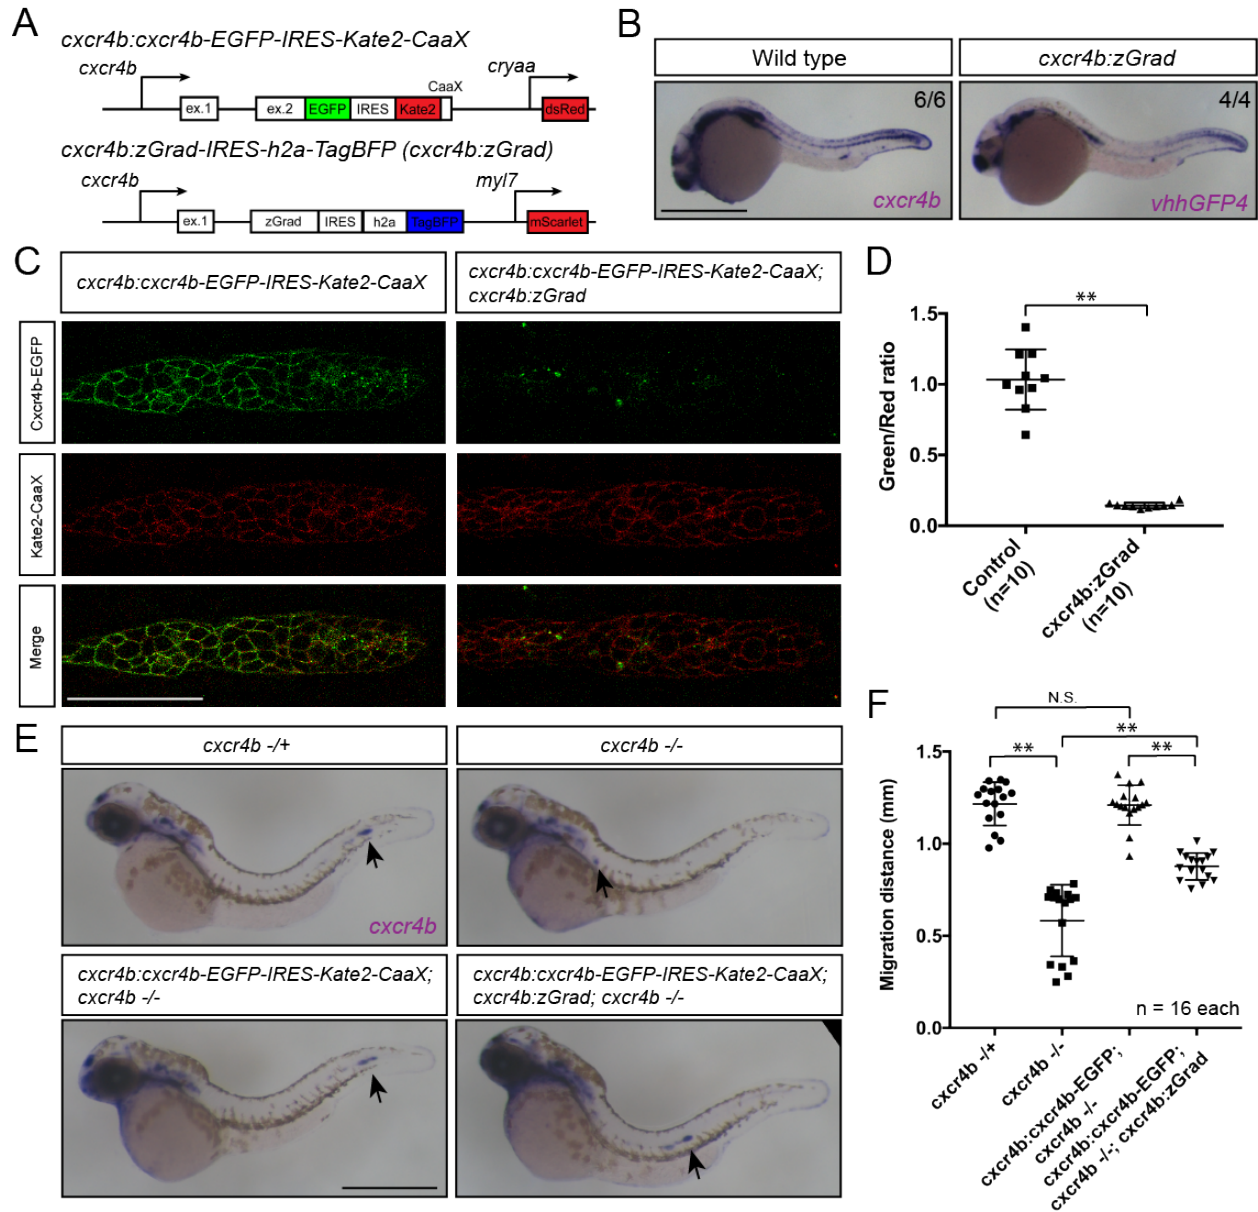 A
cxcr4b:cxcr4b-EGFP-IRES-Kate2-CaaX
cxcr4b
cryaa
CaaX
ex.1
ex.2
EGFP
IRES
Kate2
dsRed
cxcr4b:zGrad-IRES-h2a-TagBFP (cxcr4b:zGrad)
cxcr4b
myl7
ex.1
zGrad
IRES
h2a
TagBFP
mScarlet
B
Wild type
cxcr4b:zGrad
6/6
4/4
cxcr4b
vhhGFP4
C
cxcr4b:cxcr4b-EGFP-IRES-Kate2-CaaX
cxcr4b:cxcr4b-EGFP-IRES-Kate2-CaaX;
cxcr4b:zGrad
Cxcr4b-EGFP
Kate2-CaaX
Merge
D
**
1.5
1.0
0.5
0.0
Green/Red ratio
Control
(n=10)
cxcr4b:zGrad
(n=10)
E
cxcr4b -/+
cxcr4b -/-
cxcr4b
cxcr4b:cxcr4b-EGFP-IRES-Kate2-CaaX;
cxcr4b -/-
cxcr4b:cxcr4b-EGFP-IRES-Kate2-CaaX;
cxcr4b:zGrad; cxcr4b -/-
F
N.S.
**
**
**
1.5
1.0
0.5
0.0
Migration distance (mm)
n = 16 each
cxcr4b -/+
cxcr4b -/-
cxcr4b:cxcr4b-EGFP;
cxcr4b -/-
cxcr4b:cxcr4b-EGFP;
cxcr4b -/-; cxcr4b:zGrad